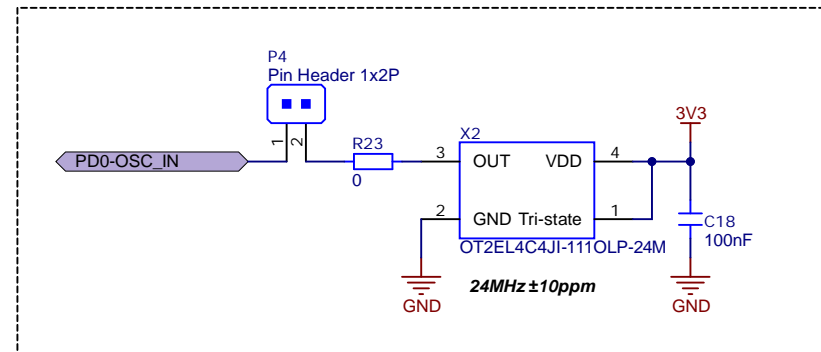 P4
Pin Header 1x2P
1
2
PD0-OSC_IN
R23
0
X2
3
OUT
VDD
4
2
GND
Tri-state
1
OT2EL4C4JI-111OLP-24M
24MHz ±10ppm
GND
3V3
C18
100nF
GND